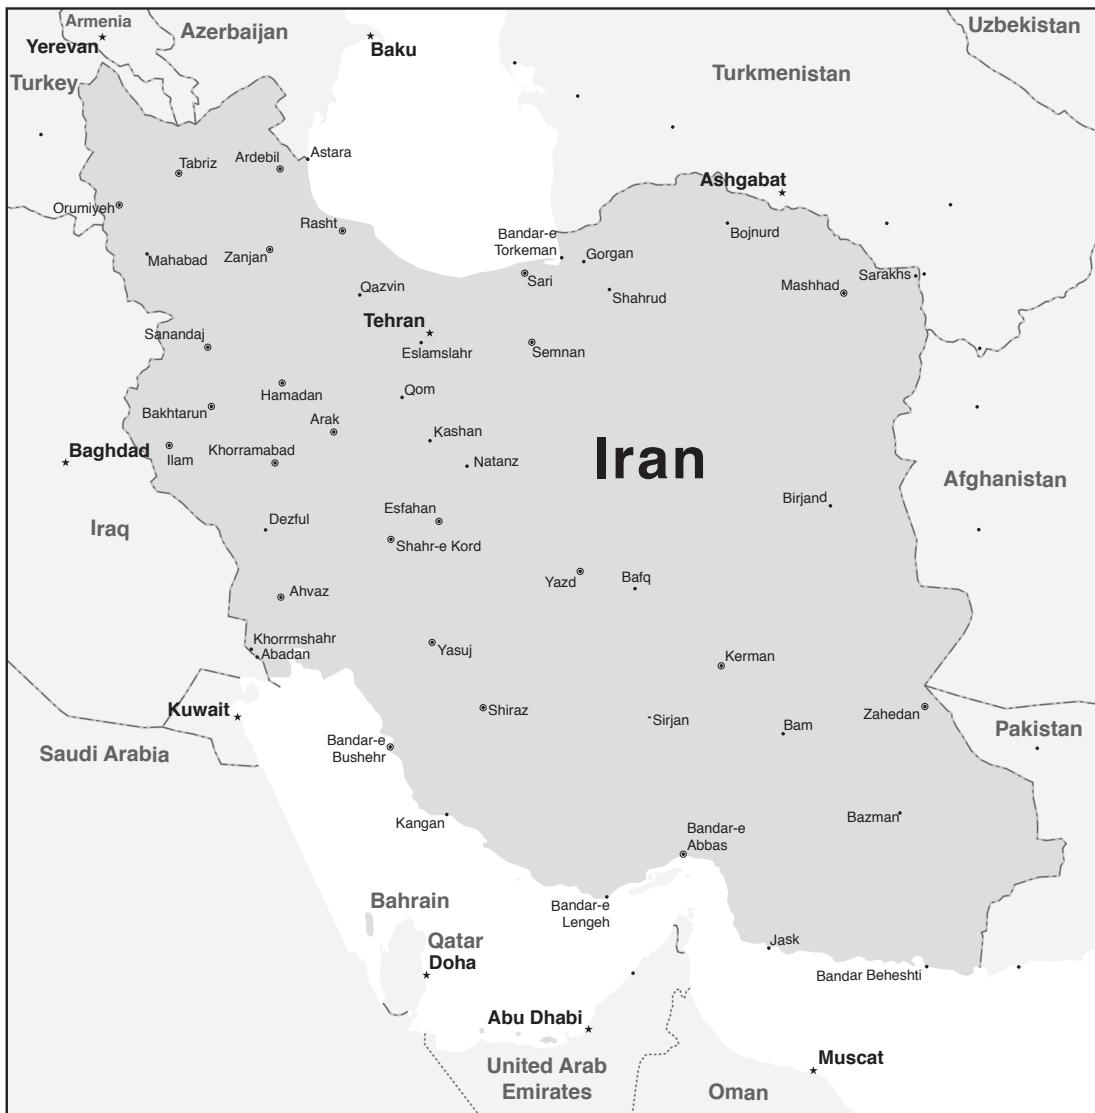 Armenia
Azerbaijan
Uzbekistan
Yerevan
Baku
Turkey
Turkmenistan
Astara
Ardebil
Tabriz
Ashgabat
Orumiyeh
Rasht
Bandar-e
Torkeman
Bojnurd
Gorgan
Mahabad
Zanjan
Sarakhs
Sari
Mashhad
Qazvin
Shahrud
Tehran
Sanandaj
Eslamslahr
Semnan
Hamadan
Qom
Bakhtarun
Arak
Kashan
Baghdad
Khorramabad
Ilam
Natanz
Iran
Afghanistan
Birjand
Esfahan
Dezful
Iraq
Shahr-e Kord
Yazd
Bafq
Ahvaz
Khorrmshahr
Abadan
Yasuj
Kerman
Kuwait
Shiraz
Sirjan
Zahedan
Bam
Pakistan
Saudi Arabia
Bandar-e
Bushehr
Kangan
Bazman
Bandar-e
Abbas
Bahrain
Bandar-e
Lengeh
Qatar
Doha
Jask
Bandar Beheshti
Abu Dhabi
Muscat
United Arab
Emirates
Oman